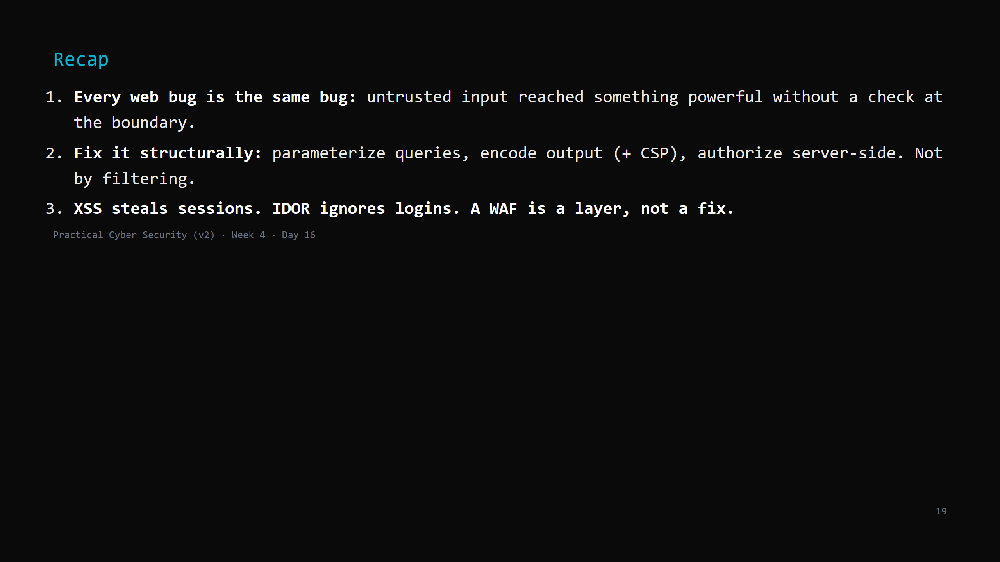 Recap
1. Every web bug is the same bug: untrusted input reached something powerful without a check at
the boundary.
2. Fix it structurally: parameterize queries, encode output (+ CSP), authorize server-side. Not
by filtering.
3. XSS steals sessions. IDOR ignores logins. A WAF is a layer, not a fix.
Practical Cyber Security (v2) · Week 4 · Day 16
19